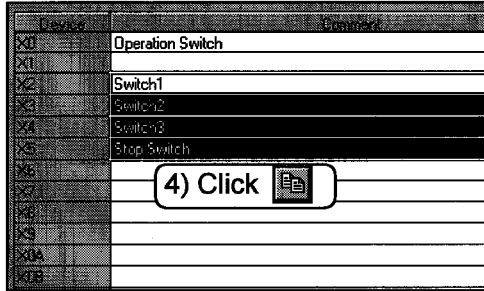 Device Comment
X0 Operation Switch
X1
X2 Switch1
X3 Switch2
X4 Switch3
X5 Stop Switch
X6
4) Click
X7
X8
X9
X0A
X0B